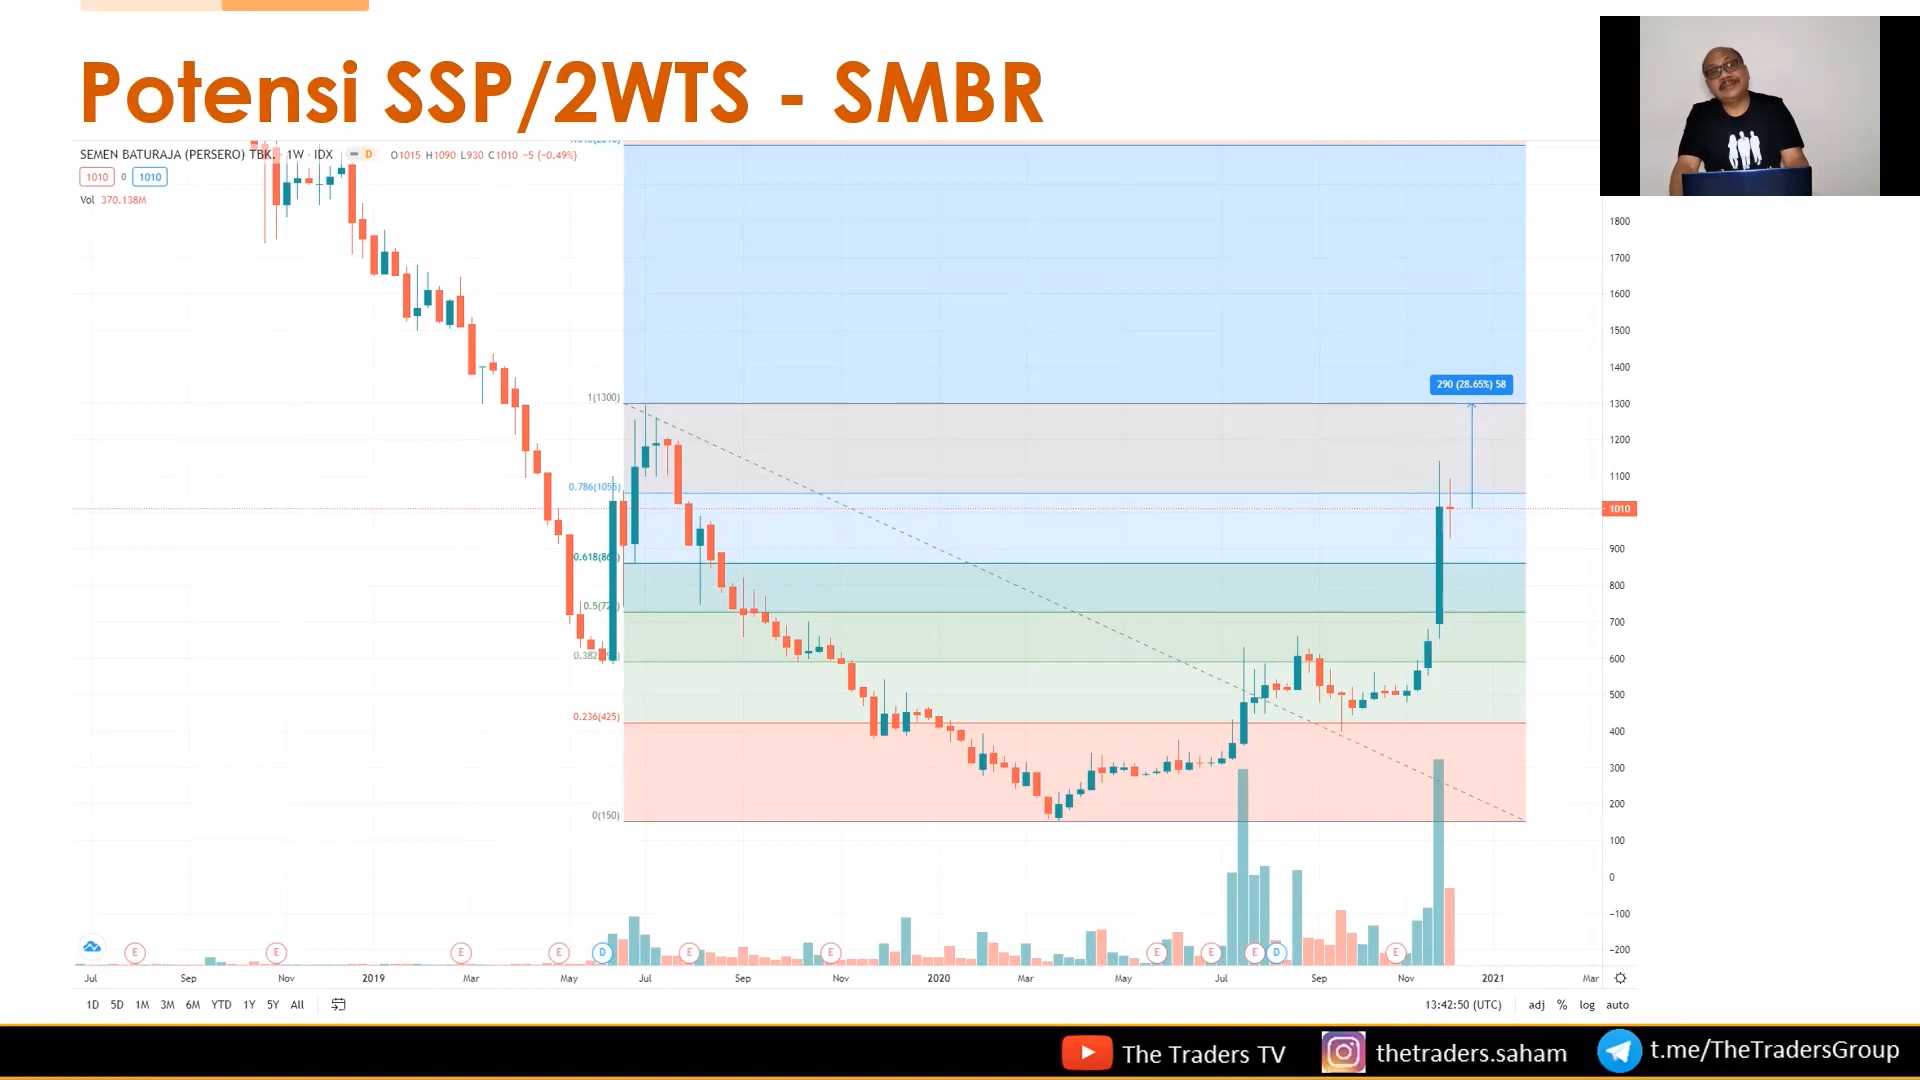 Potensi SSP/2WTS - SMBR
SEMEN BATURAJA (PERSERO) TBK. · 1W · IDX D O1015 H1090 L930 C1010 −5 (−0.49%)
1010 0 1010
Vol 370.138M
1800
1700
1600
1500
1400
290 (28.65%) 58
1(1300)
1300
1200
1100
0.786(1055)
1010
900
800
0.5(72
700
600
500
0.236(425)
400
300
200
0(150)
100
0
−100
−200
E E E E D E E E E E D E
Jul Sep Nov 2019 Mar May Jul Sep Nov 2020 Mar May Jul Sep Nov 2021 Mar
1D 5D 1M 3M 6M YTD 1Y 5Y All 13:42:50 (UTC) adj % log auto
The Traders TV thetraders.saham t.me/TheTradersGroup